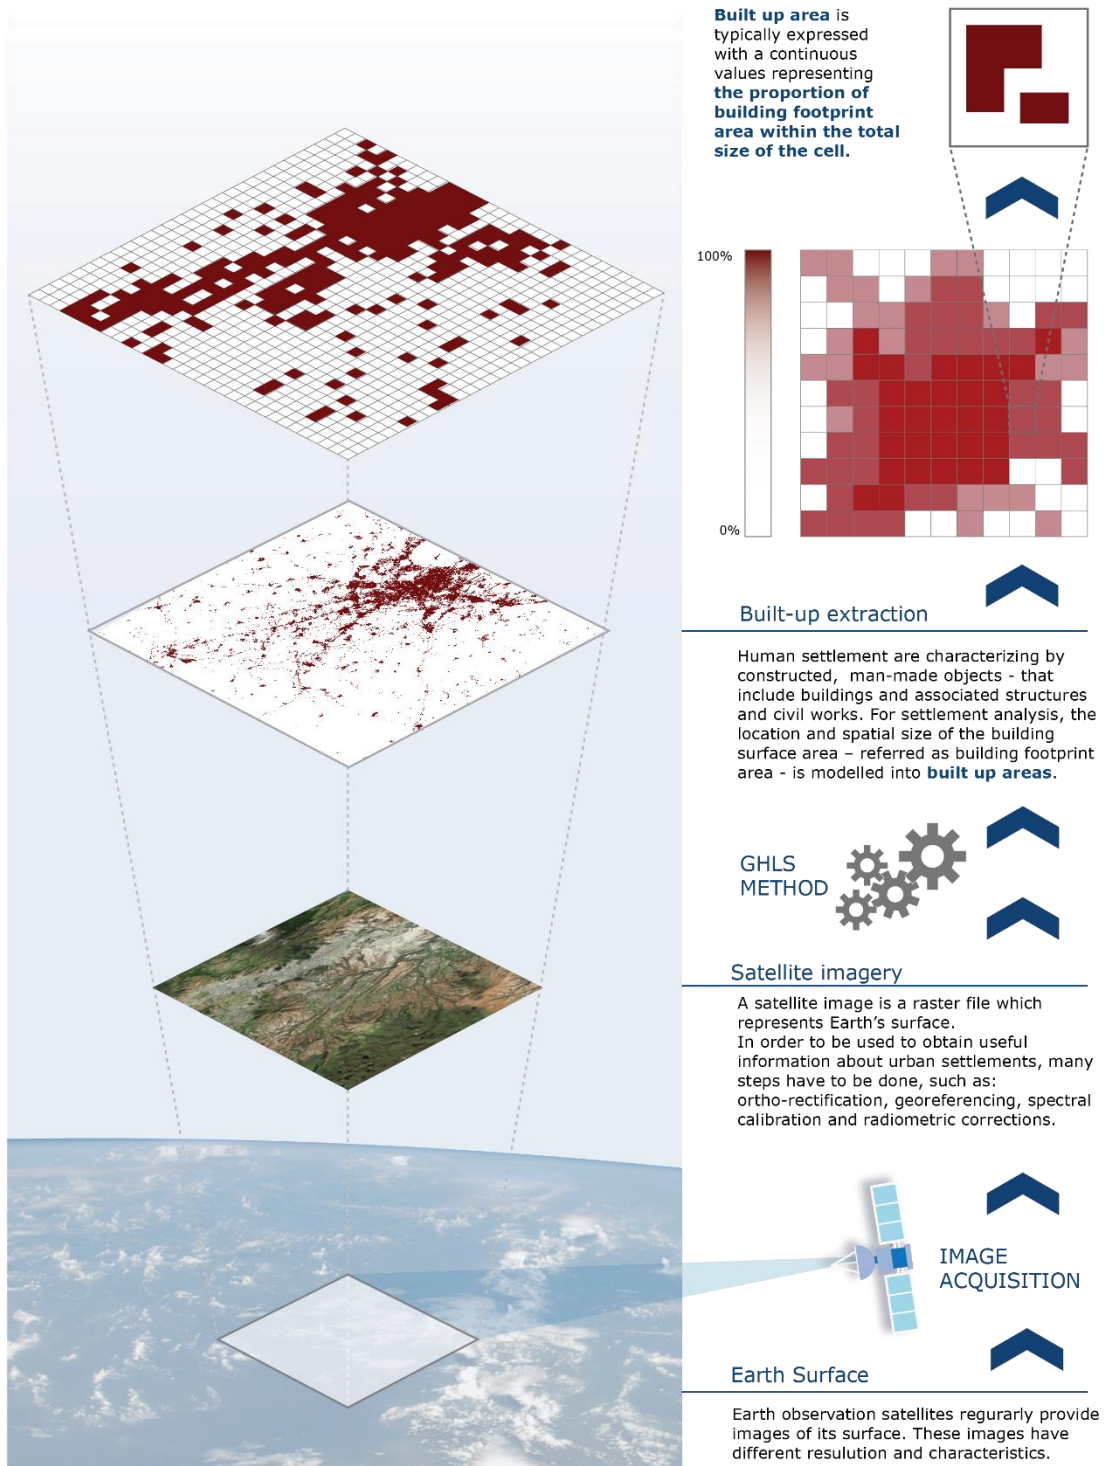 Built up area is
typically expressed
with a continuous
values representing
the proportion of
building footprint
area within the total
size of the cell.
100%
0%
Built-up extraction
Human settlement are characterizing by
constructed,  man-made objects - that
include buildings and associated structures
and civil works. For settlement analysis, the
location and spatial size of the building
surface area – referred as building footprint
area - is modelled into built up areas.
GHLS
METHOD
Satellite imagery
A satellite image is a raster file which
represents Earth’s surface.
In order to be used to obtain useful
information about urban settlements, many
steps have to be done, such as:
ortho-rectification, georeferencing, spectral
calibration and radiometric corrections.
IMAGE
ACQUISITION
Earth Surface
Earth observation satellites regurarly provide
images of its surface. These images have
different resulution and characteristics.